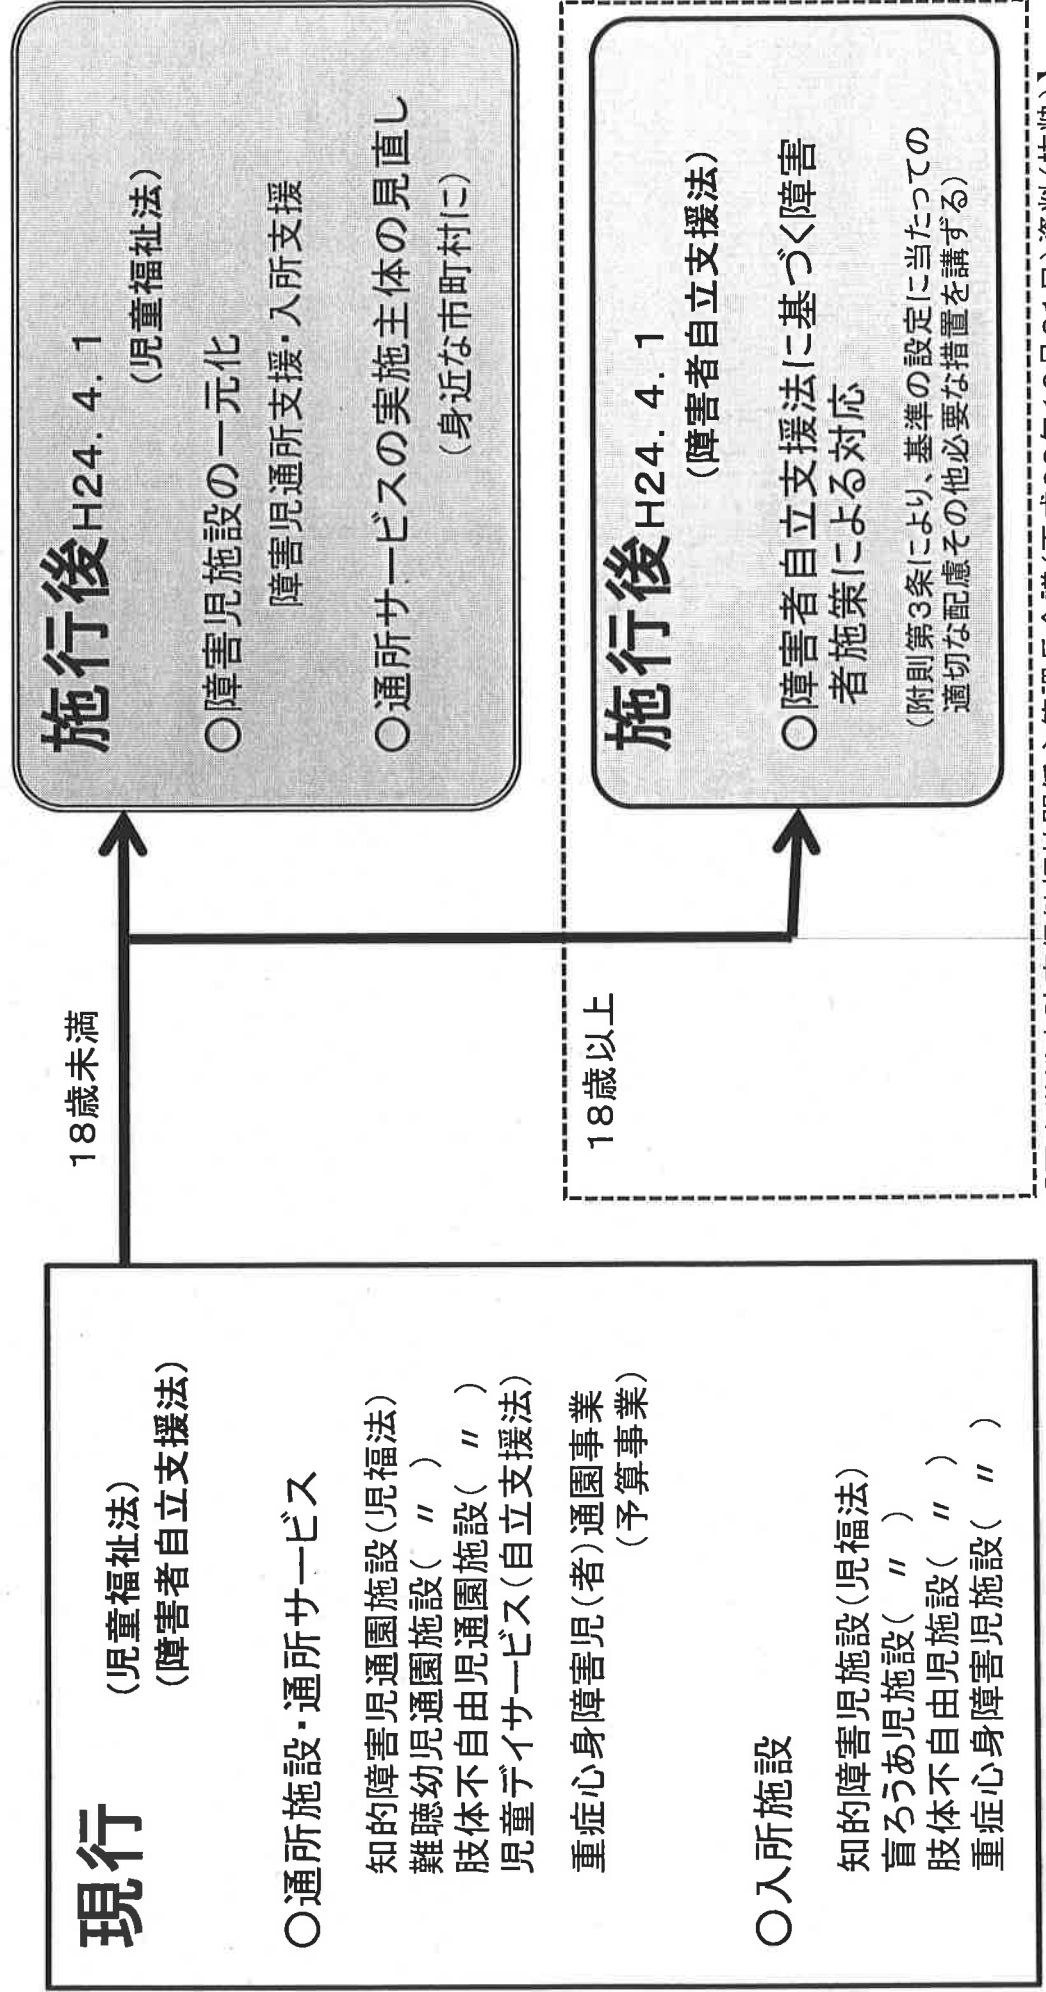 現行
(児童福祉法)
(障害者自立支援法)
○通所施設・通所サービス
知的障害児通園施設(児福法)
難聴幼児通園施設( 〃 )
肢体不自由児通園施設( 〃 )
児童デイサービス(自立支援法)
重症心身障害児(者)通園事業
(予算事業)
○入所施設
知的障害児施設(児福法)
盲ろうあ児施設( 〃 )
肢体不自由児施設( 〃 )
重症心身障害児施設( 〃 )
18歳未満
施行後H24.4.1
(児童福祉法)
○障害児施設の一元化
障害児通所支援・入所支援
○通所サービスの実施主体の見直し
(身近な市町村に)
18歳以上
施行後H24.4.1
(障害者自立支援法)
○障害者自立支援法に基づく障害
者施策による対応
(附則第3条により、基準の設定に当たっての
適切な配慮その他必要な措置を講ずる)